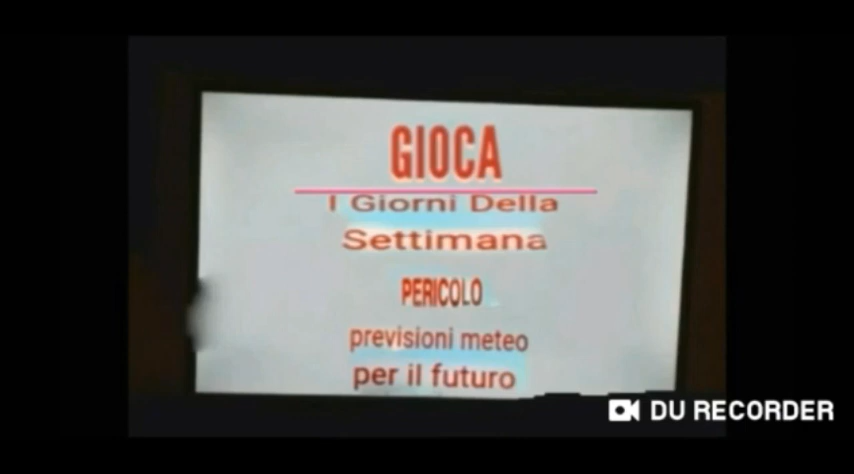 GIOCA
I Giorni Della
Settimana
PERICOLO
previsioni meteo
per il futuro
DU RECORDER